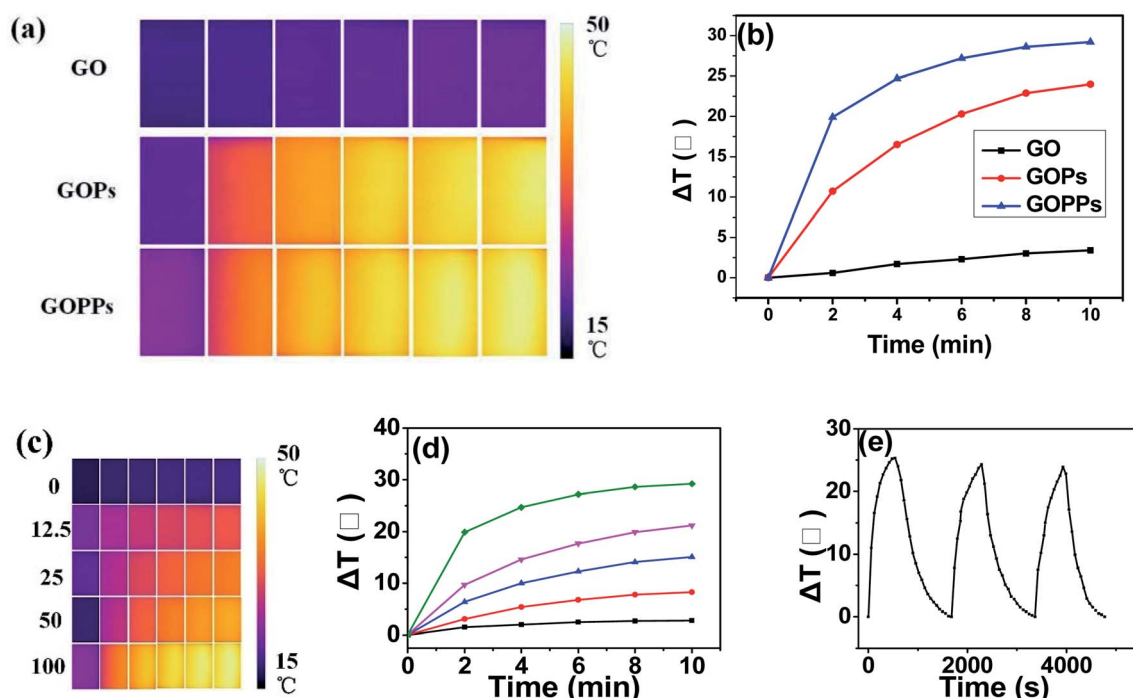 (a)
50
℃
GO
GOPs
GOPPs
15
℃
(b)
30
25
20
15
10
5
0
ΔT (□)
GO
GOPs
GOPPs
0 2 4 6 8 10
Time (min)
(c)
50
℃
0
12.5
25
50
100
15
℃
(d)
40
30
20
10
0
ΔT (□)
0 2 4 6 8 10
Time (min)
(e)
30
20
10
0
ΔT (□)
0 2000 4000
Time (s)